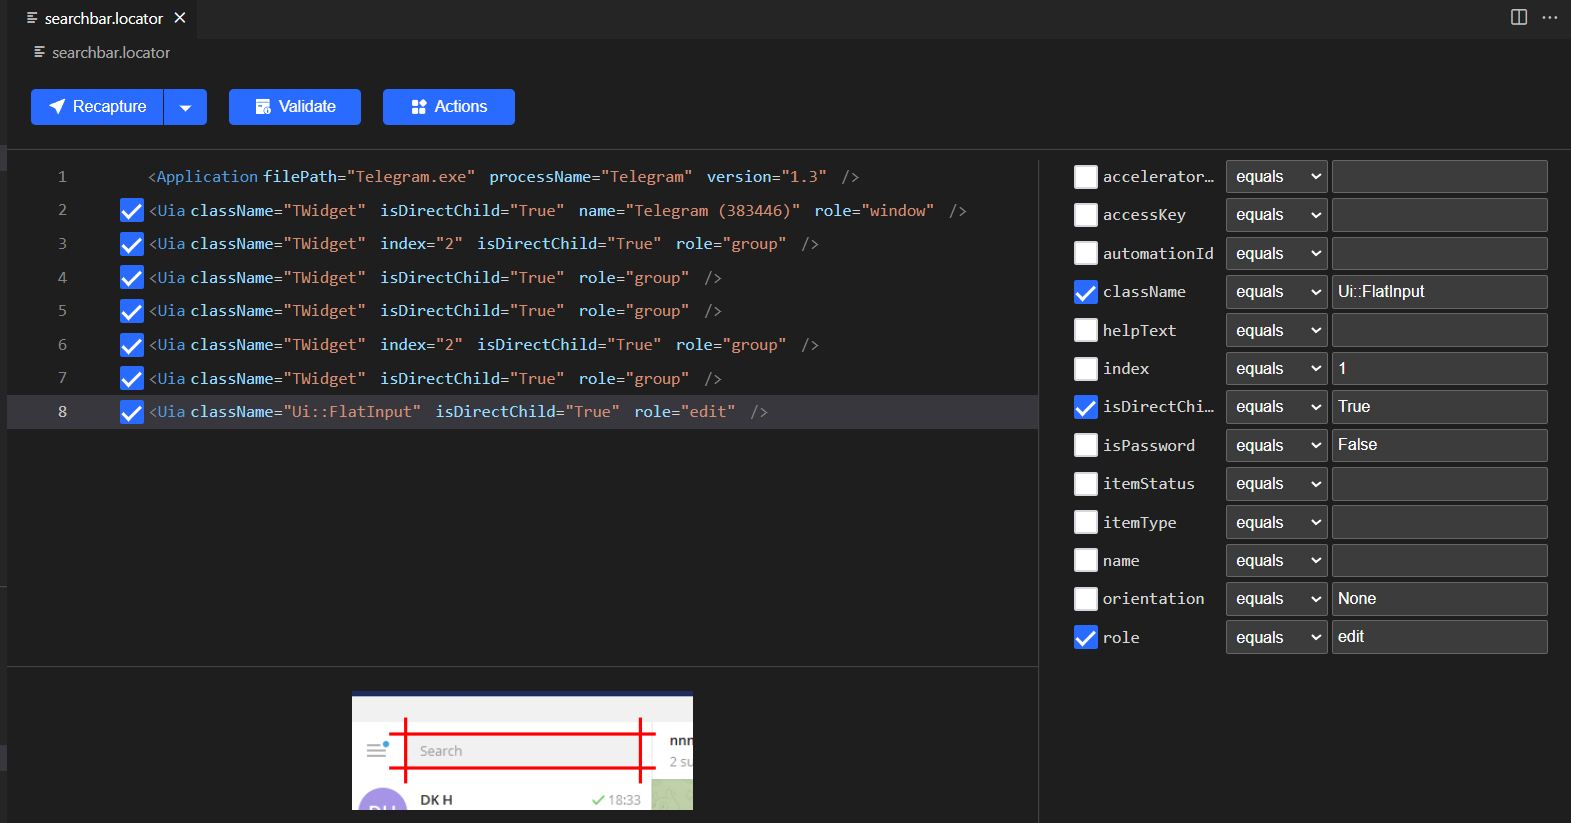 searchbar.locator
searchbar.locator
Recapture
Validate
Actions
1 <Application filePath="Telegram.exe" processName="Telegram" version="1.3" />
2 <Uia className="TWidget" isDirectChild="True" name="Telegram (383446)" role="window" />
3 <Uia className="TWidget" index="2" isDirectChild="True" role="group" />
4 <Uia className="TWidget" isDirectChild="True" role="group" />
5 <Uia className="TWidget" isDirectChild="True" role="group" />
6 <Uia className="TWidget" index="2" isDirectChild="True" role="group" />
7 <Uia className="TWidget" isDirectChild="True" role="group" />
8 <Uia className="Ui::FlatInput" isDirectChild="True" role="edit" />
accelerator... equals
accessKey equals
automationId equals
className equals Ui::FlatInput
helpText equals
index equals 1
isDirectChi... equals True
isPassword equals False
itemStatus equals
itemType equals
name equals
orientation equals None
role equals edit
Search
nnn
2 su
DK H 18:33